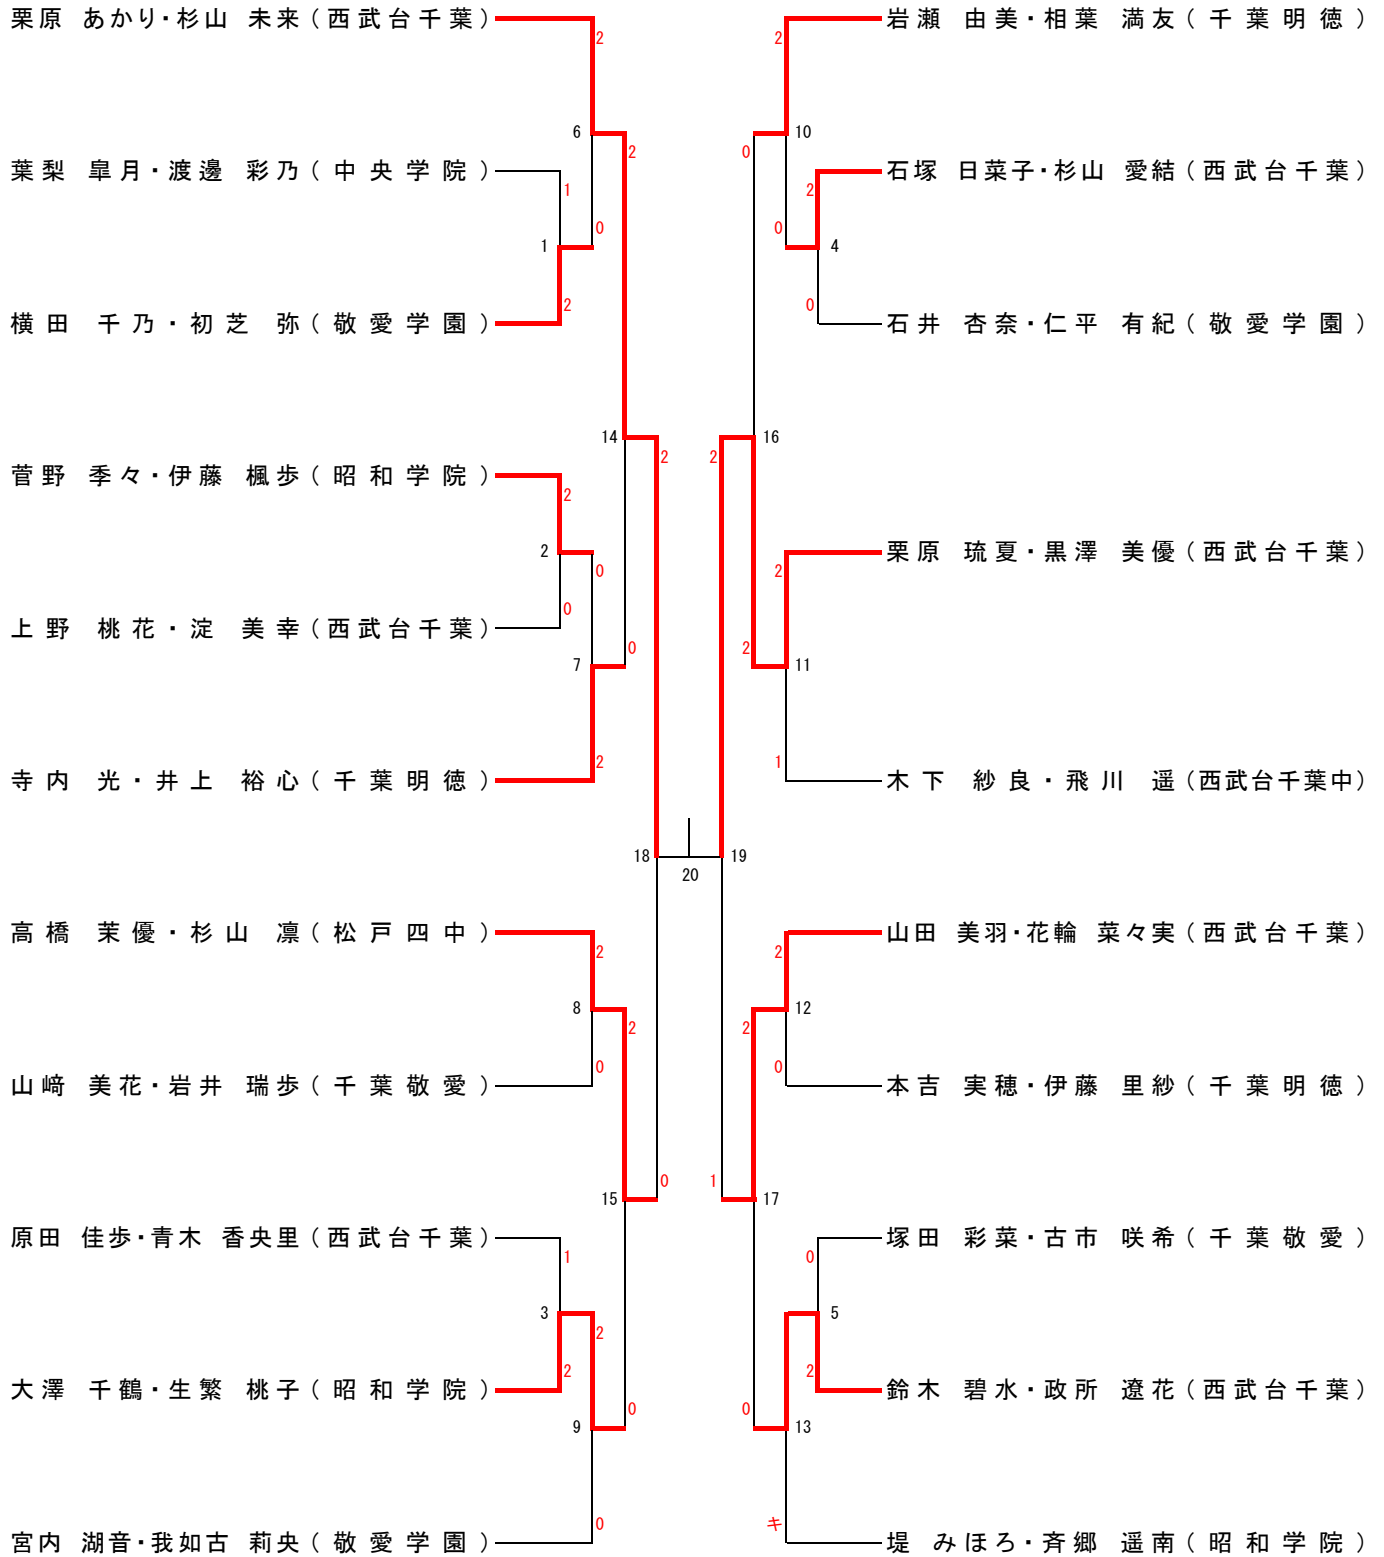 栗原 あかり・杉山 未来（西武台千葉）
岩瀬 由美・相葉 満友（千葉明徳）
2
2
6
2
0
10
葉梨 皐月・渡邊 彩乃（中央学院）
石塚 日菜子・杉山 愛結（西武台千葉）
1
2
0
0
1
4
2
0
横田 千乃・初芝 弥（敬愛学園）
石井 杏奈・仁平 有紀（敬愛学園）
14
16
2
2
菅野 季々・伊藤 楓歩（昭和学院）
2
2
栗原 琉夏・黒澤 美優（西武台千葉）
0
2
0
上野 桃花・淀 美幸（西武台千葉）
0
2
7
11
2
1
寺内 光・井上 裕心（千葉明徳）
木下 紗良・飛川 遥（西武台千葉中）
18
19
20
高橋 茉優・杉山 凛（松戸四中）
山田 美羽・花輪 菜々実（西武台千葉）
2
2
8
12
2
2
0
0
山﨑 美花・岩井 瑞歩（千葉敬愛）
本吉 実穂・伊藤 里紗（千葉明徳）
0
1
15
17
原田 佳歩・青木 香央里（西武台千葉）
塚田 彩菜・古市 咲希（千葉敬愛）
1
0
3
5
2
2
2
大澤 千鶴・生繁 桃子（昭和学院）
鈴木 碧水・政所 遼花（西武台千葉）
0
0
9
13
0
キ
宮内 湖音・我如古 莉央（敬愛学園）
堤 みほろ・斉郷 遥南（昭和学院）